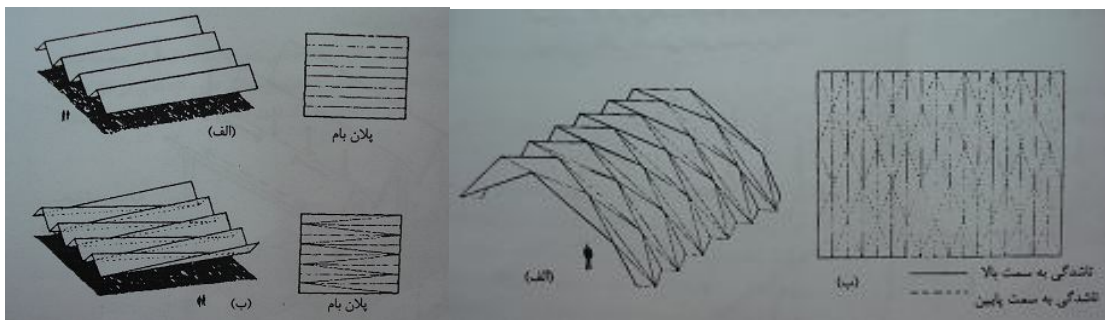 (الف)
پلان بام
(ب)
پلان بام
(الف)
(ب)
تاشدگی به سمت بالا
تاشدگی به سمت پایین